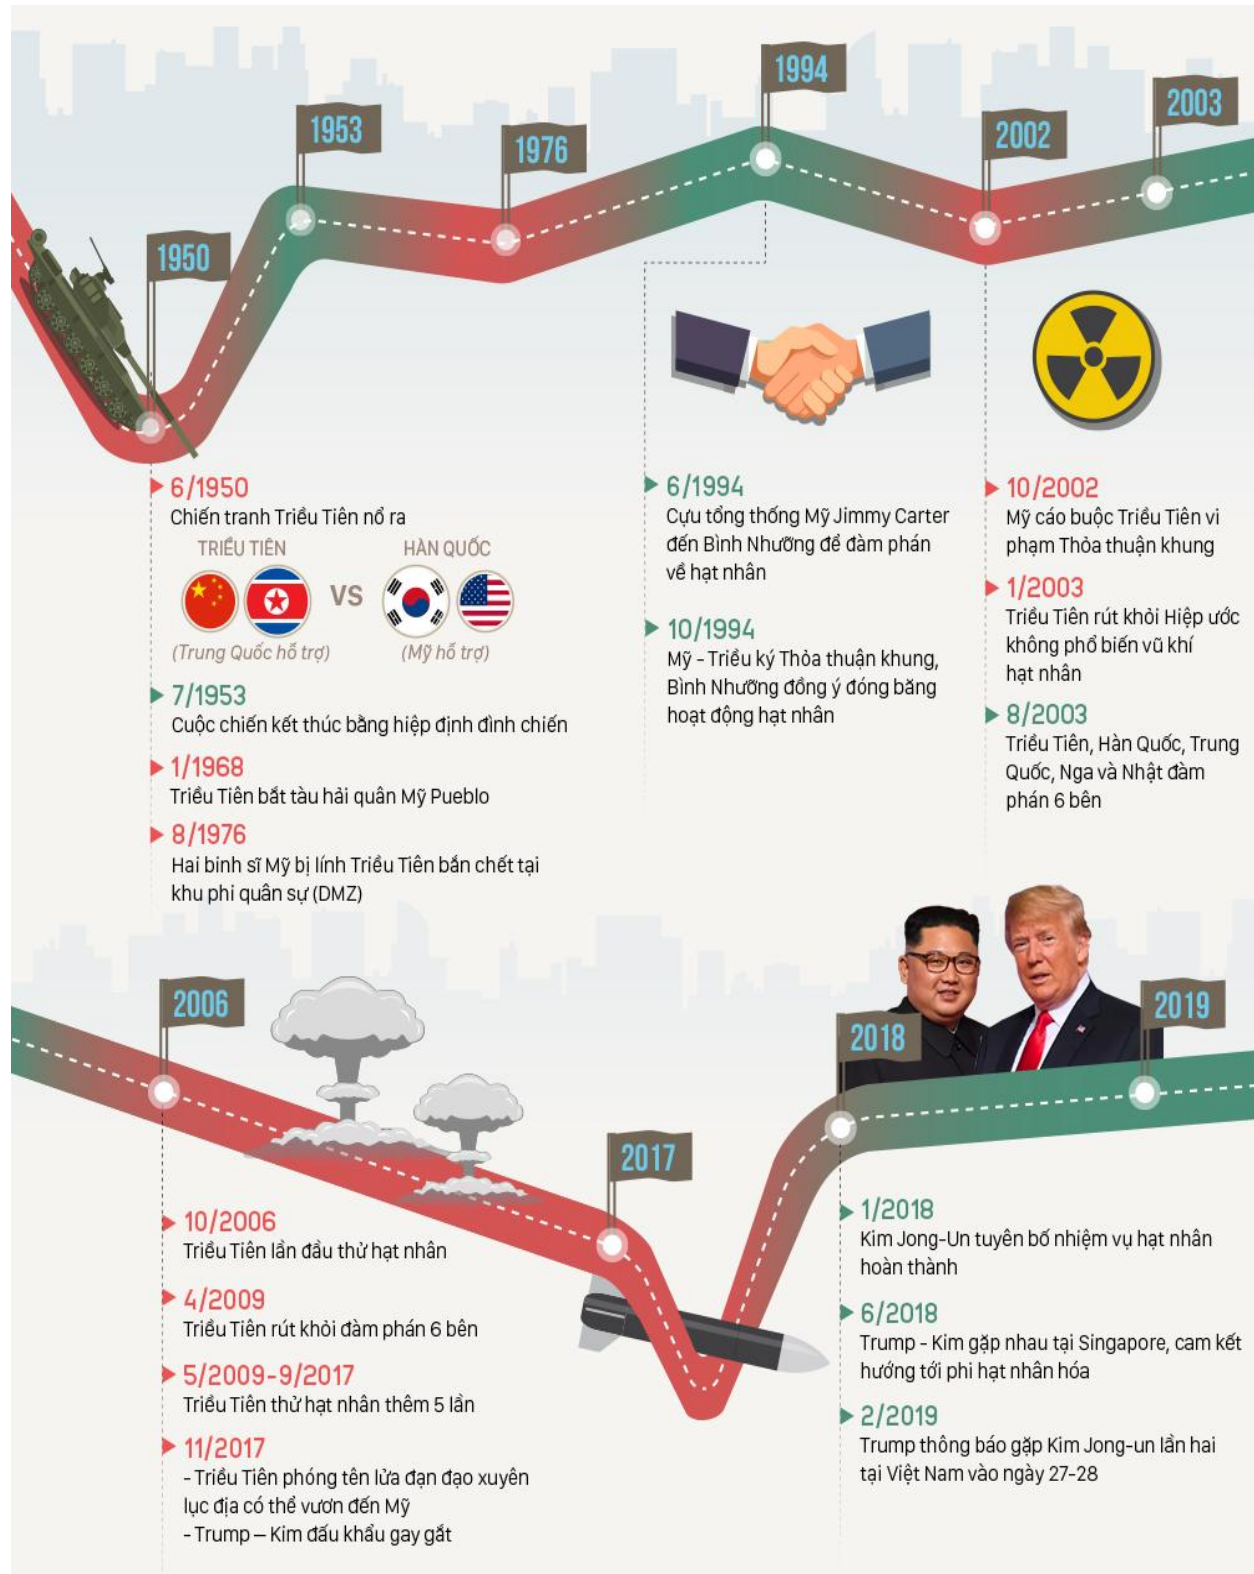 1950
1953
1976
1994
2002
2003
6/1950
Chiến tranh Triều Tiên nổ ra
TRIỀU TIÊN
HÀN QUỐC
VS
(Trung Quốc hỗ trợ)
(Mỹ hỗ trợ)
7/1953
Cuộc chiến kết thúc bằng hiệp định đình chiến
1/1968
Triều Tiên bắt tàu hải quân Mỹ Pueblo
8/1976
Hai binh sĩ Mỹ bị lính Triều Tiên bắn chết tại
khu phi quân sự (DMZ)
6/1994
Cựu tổng thống Mỹ Jimmy Carter
đến Bình Nhưỡng để đàm phán
về hạt nhân
10/1994
Mỹ - Triều ký Thỏa thuận khung,
Bình Nhưỡng đồng ý đóng băng
hoạt động hạt nhân
10/2002
Mỹ cáo buộc Triều Tiên vi
phạm Thỏa thuận khung
1/2003
Triều Tiên rút khỏi Hiệp ước
không phổ biến vũ khí
hạt nhân
8/2003
Triều Tiên, Hàn Quốc, Trung
Quốc, Nga và Nhật đàm
phán 6 bên
2006
2017
2018
2019
10/2006
Triều Tiên lần đầu thử hạt nhân
4/2009
Triều Tiên rút khỏi đàm phán 6 bên
5/2009-9/2017
Triều Tiên thử hạt nhân thêm 5 lần
11/2017
- Triều Tiên phóng tên lửa đạn đạo xuyên
lục địa có thể vươn đến Mỹ
- Trump – Kim đấu khẩu gay gắt
1/2018
Kim Jong-Un tuyên bố nhiệm vụ hạt nhân
hoàn thành
6/2018
Trump - Kim gặp nhau tại Singapore, cam kết
hướng tới phi hạt nhân hóa
2/2019
Trump thông báo gặp Kim Jong-un lần hai
tại Việt Nam vào ngày 27-28